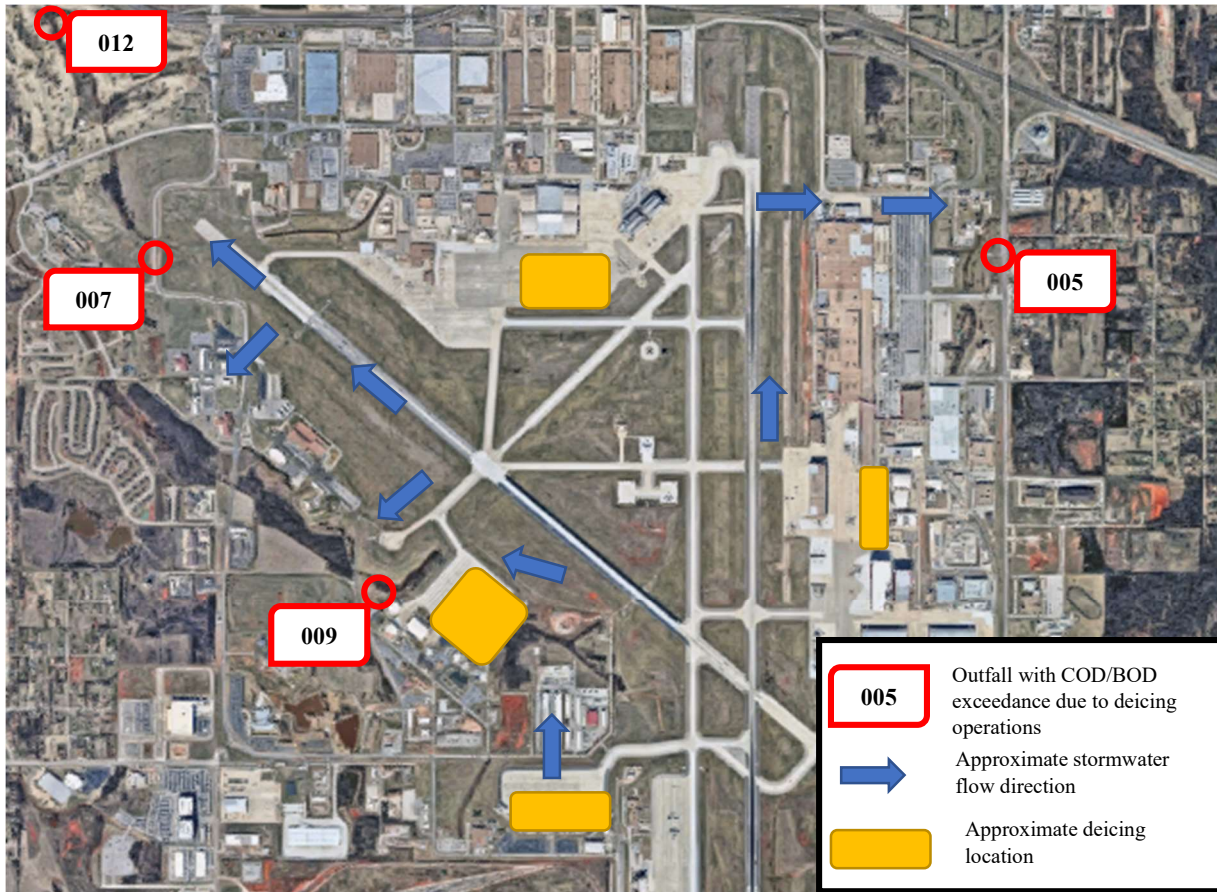 012
007
005
009
005
Outfall with COD/BOD
exceedance due to deicing
operations
Approximate stormwater
flow direction
Approximate deicing
location